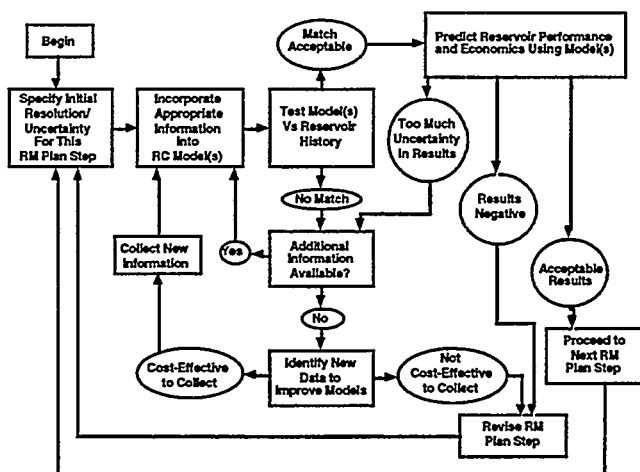 Begin
Match
Acceptable
Predict Reservoir Performance
and Economics Using Model(s)
Specify Initial
Resolution/
Uncertainty
For This
RM Plan Step
Incorporate
Appropriate
Information
Into
RC Model(s)
Test Model(s)
Vs Reservoir
History
Too Much
Uncertainty
In Results
No Match
Results
Negative
Collect New
Information
Yes
Additional
Information
Available?
Acceptable
Results
No
Cost-Effective
to Collect
Identify New
Data to
Improve Models
Not
Cost-Effective
to Collect
Proceed to
Next RM
Plan Step
Revise RM
Plan Step